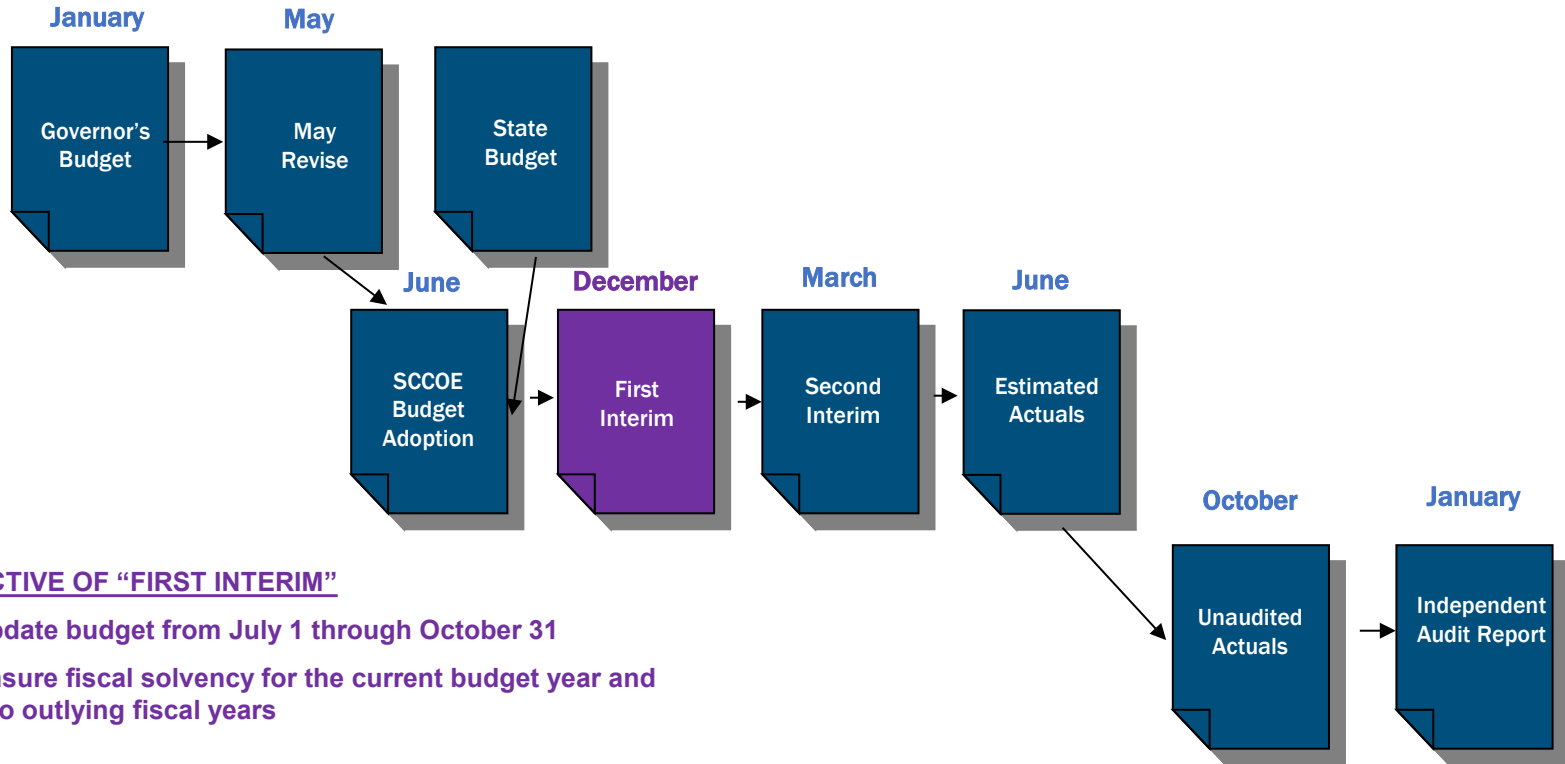 January
May
Governor's
Budget
May
Revise
State
Budget
June
December
March
June
SCCOE
Budget
Adoption
First
Interim
Second
Interim
Estimated
Actuals
October
January
Unaudited
Actuals
Independent
Audit Report
CTIVE OF “FIRST INTERIM”
date budget from July 1 through October 31
sure fiscal solvency for the current budget year and
o outlying fiscal years